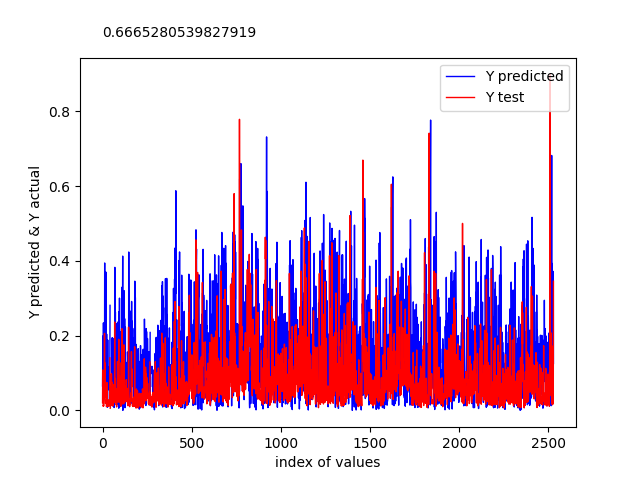 0.6665280539827919
Y predicted
Y test
0.8
0.6
0.4
0.2
0.0
Y predicted & Y actual
0 500 1000 1500 2000 2500
index of values